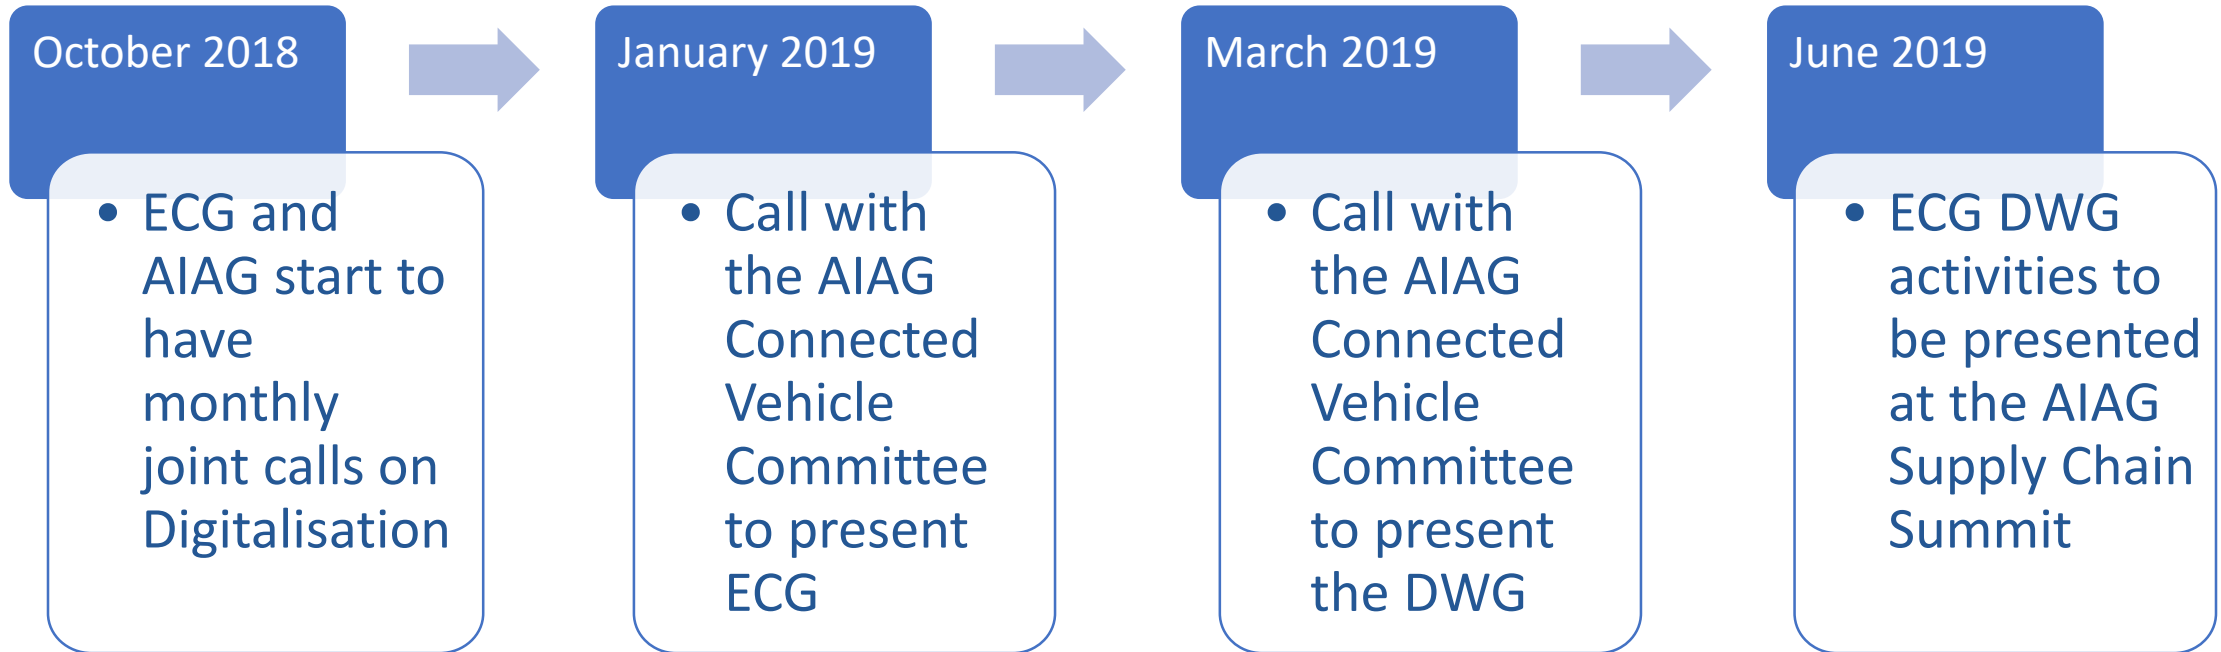 October 2018
• ECG and
AIAG start to
have
monthly
joint calls on
Digitalisation
January 2019
• Call with
the AIAG
Connected
Vehicle
Committee
to present
ECG
March 2019
• Call with
the AIAG
Connected
Vehicle
Committee
to present
the DWG
June 2019
• ECG DWG
activities to
be presented
at the AIAG
Supply Chain
Summit